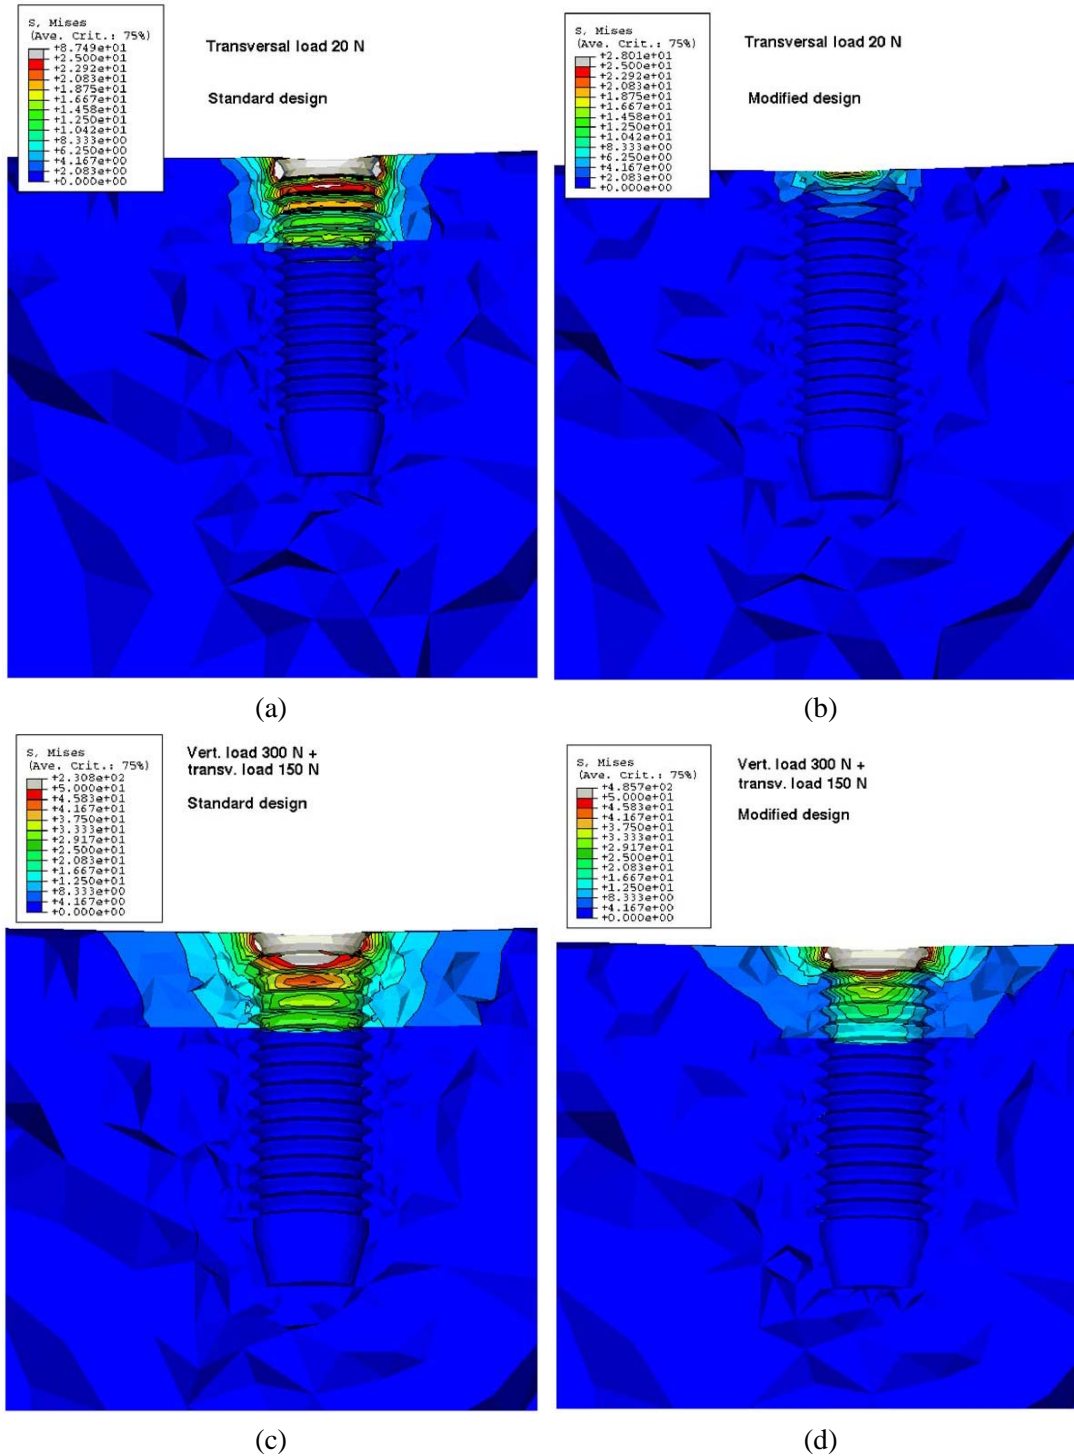 S, Mises
(Ave. Crit.: 75%)
+8.749e+01
+2.500e+01
+2.292e+01
+2.083e+01
+1.875e+01
+1.667e+01
+1.458e+01
+1.250e+01
+1.042e+01
+8.333e+00
+6.250e+00
+4.167e+00
+2.083e+00
+0.000e+00
Transversal load 20 N
Standard design
S, Mises
(Ave. Crit.: 75%)
+2.801e+01
+2.500e+01
+2.292e+01
+2.083e+01
+1.875e+01
+1.667e+01
+1.458e+01
+1.250e+01
+1.042e+01
+8.333e+00
+6.250e+00
+4.167e+00
+2.083e+00
+0.000e+00
Transversal load 20 N
Modified design
(a)
(b)
S, Mises
(Ave. Crit.: 75%)
+2.308e+02
+5.000e+01
+4.583e+01
+4.167e+01
+3.750e+01
+3.333e+01
+2.917e+01
+2.500e+01
+2.083e+01
+1.667e+01
+1.250e+01
+8.333e+00
+4.167e+00
+0.000e+00
Vert. load 300 N +
transv. load 150 N
Standard design
S, Mises
(Ave. Crit.: 75%)
+4.857e+02
+5.000e+01
+4.583e+01
+4.167e+01
+3.750e+01
+3.333e+01
+2.917e+01
+2.500e+01
+2.083e+01
+1.667e+01
+1.250e+01
+8.333e+00
+4.167e+00
+0.000e+00
Vert. load 300 N +
transv. load 150 N
Modified design
(c)
(d)